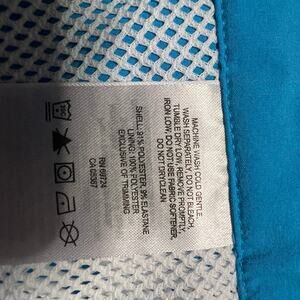 MACHINE WASH COLD GENTLE,
WASH SEPARATELY, DO NOT BLEACH,
TUMBLE DRY LOW, REMOVE PROMPTLY,
IRON LOW, DO NOT USE FABRIC SOFTENER,
DO NOT DRYCLEAN
SHELL: 91% POLYESTER, 9% ELASTANE
LINING: 100% POLYESTER
EXCLUSIVE OF TRIMMING
RN 69724
CA 05367